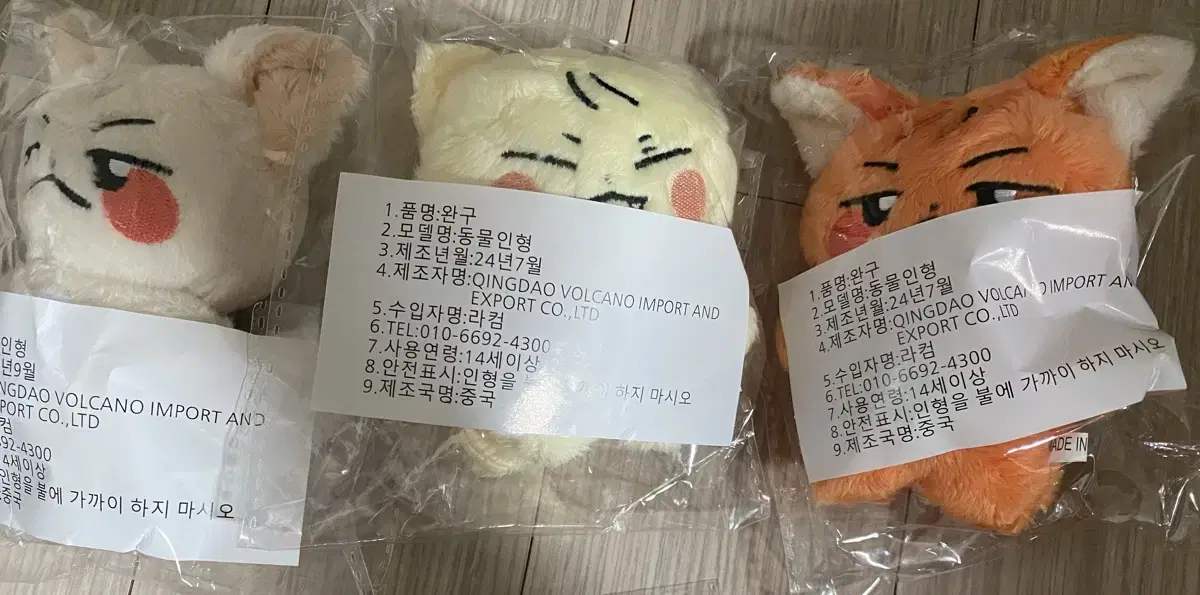 인형
년9월
NGDAO VOLCANO IMPORT AND
PORT CO.,LTD
컴
692-4300
14세이상
인형을 불에 가까이 하지 마시오
중국
1.품명:완구
2.모델명:동물인형
3.제조년월:24년7월
4.제조자명:QINGDAO VOLCANO IMPORT AND
EXPORT CO.,LTD
5.수입자명:라컴
6.TEL:010-6692-4300
7.사용연령:14세이상
8.안전표시:인형을 불에 가까이 하지 마시오
9.제조국명:중국
1.품명:완구
2.모델명:동물인형
3.제조년월:24년7월
4.제조자명:QINGDAO VOLCANO IMPORT AN
EXPORT CO.,LTD
5.수입자명:라컴
6.TEL:010-6692-4300
7.사용연령:14세이상
8.안전표시:인형을 불에 가까이 하지 마시오
9.제조국명:중국
ADE IN